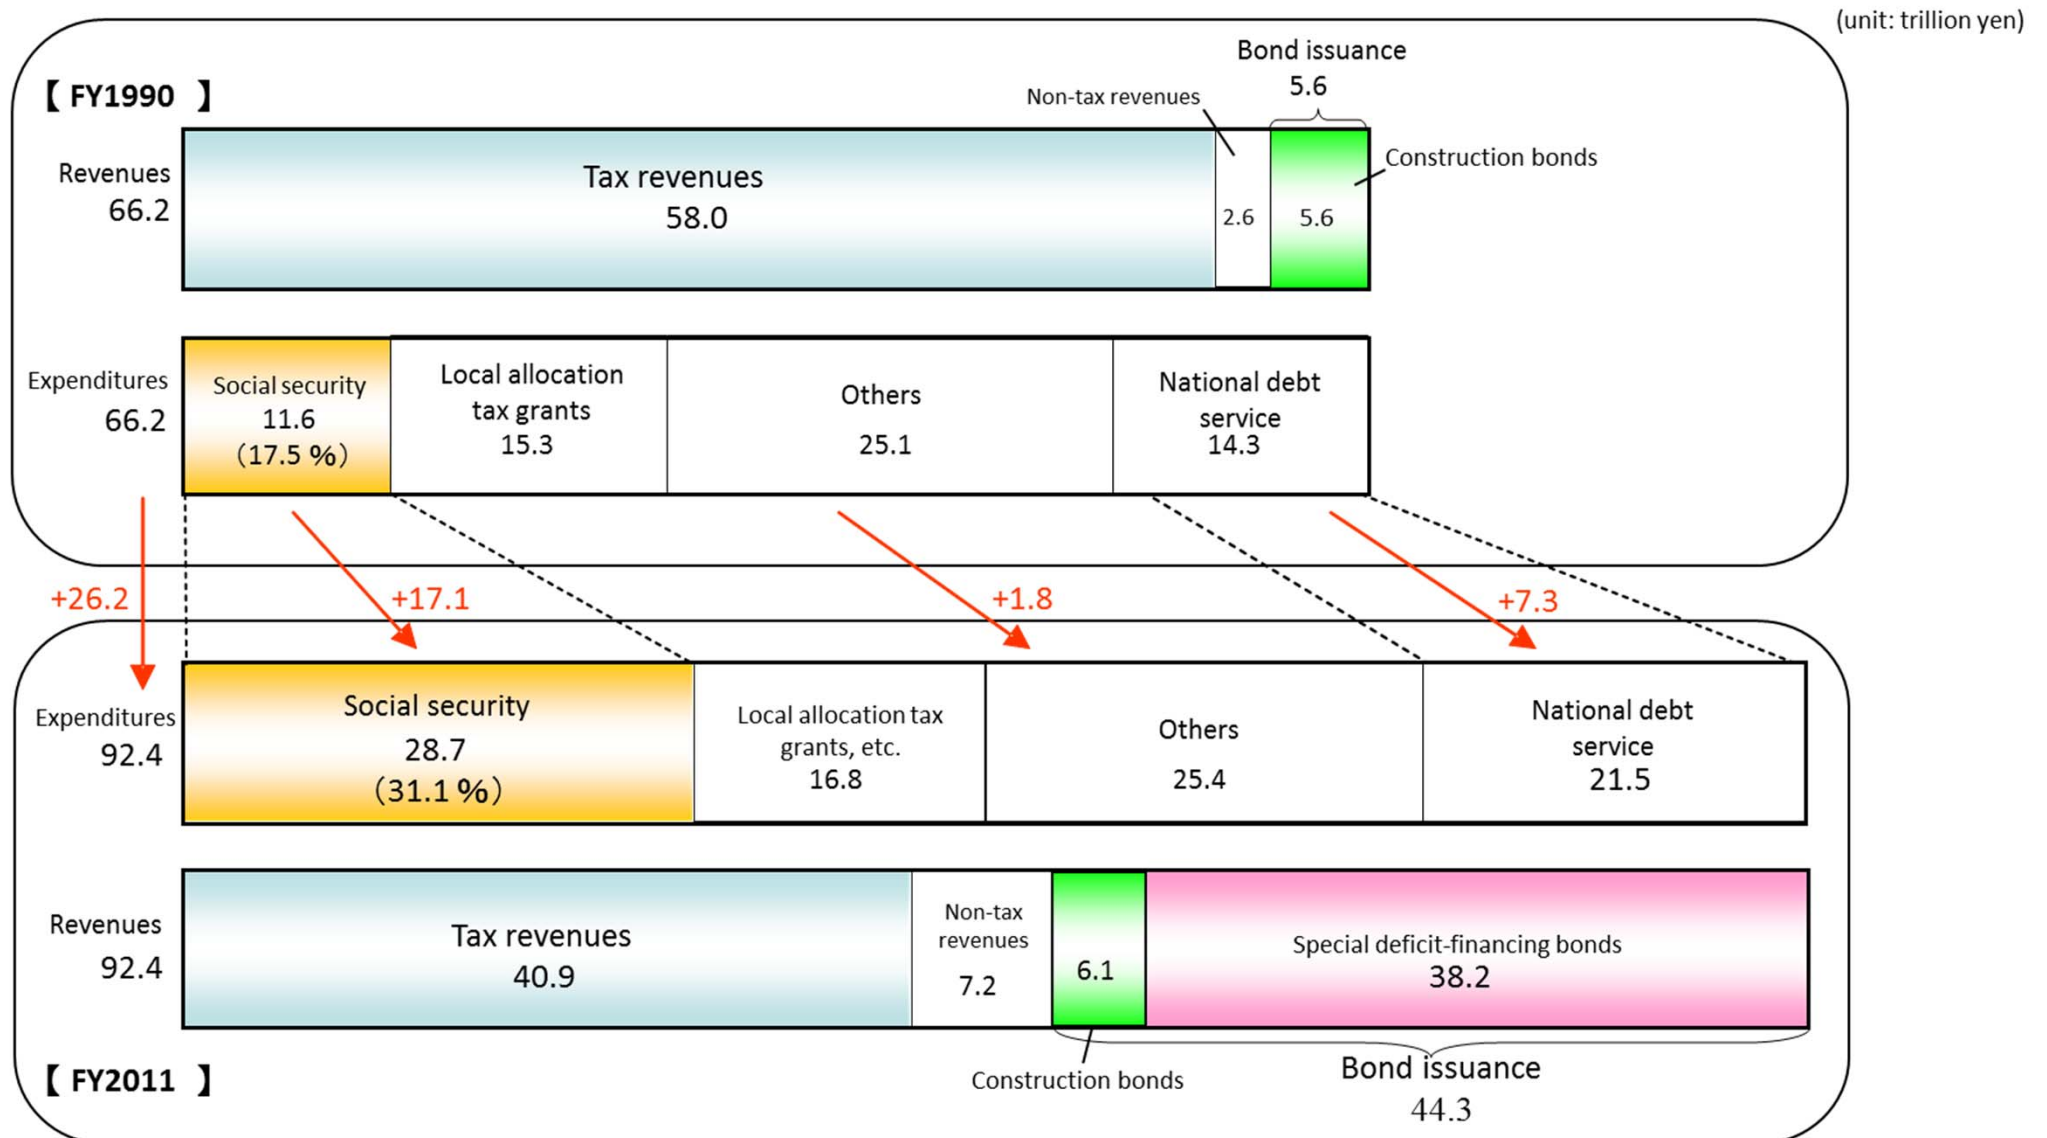 (unit: trillion yen)
【 FY1990 】
Bond issuance
5.6
Non-tax revenues
Construction bonds
Revenues
66.2
Tax revenues
58.0
2.6
5.6
Expenditures
66.2
Social security
11.6
(17.5 %)
Local allocation
tax grants
15.3
Others
25.1
National debt
service
14.3
+26.2
+17.1
+1.8
+7.3
Expenditures
92.4
Social security
28.7
(31.1 %)
Local allocation tax
grants, etc.
16.8
Others
25.4
National debt
service
21.5
Revenues
92.4
Tax revenues
40.9
Non-tax
revenues
7.2
6.1
Special deficit-financing bonds
38.2
Construction bonds
Bond issuance
44.3
【 FY2011 】